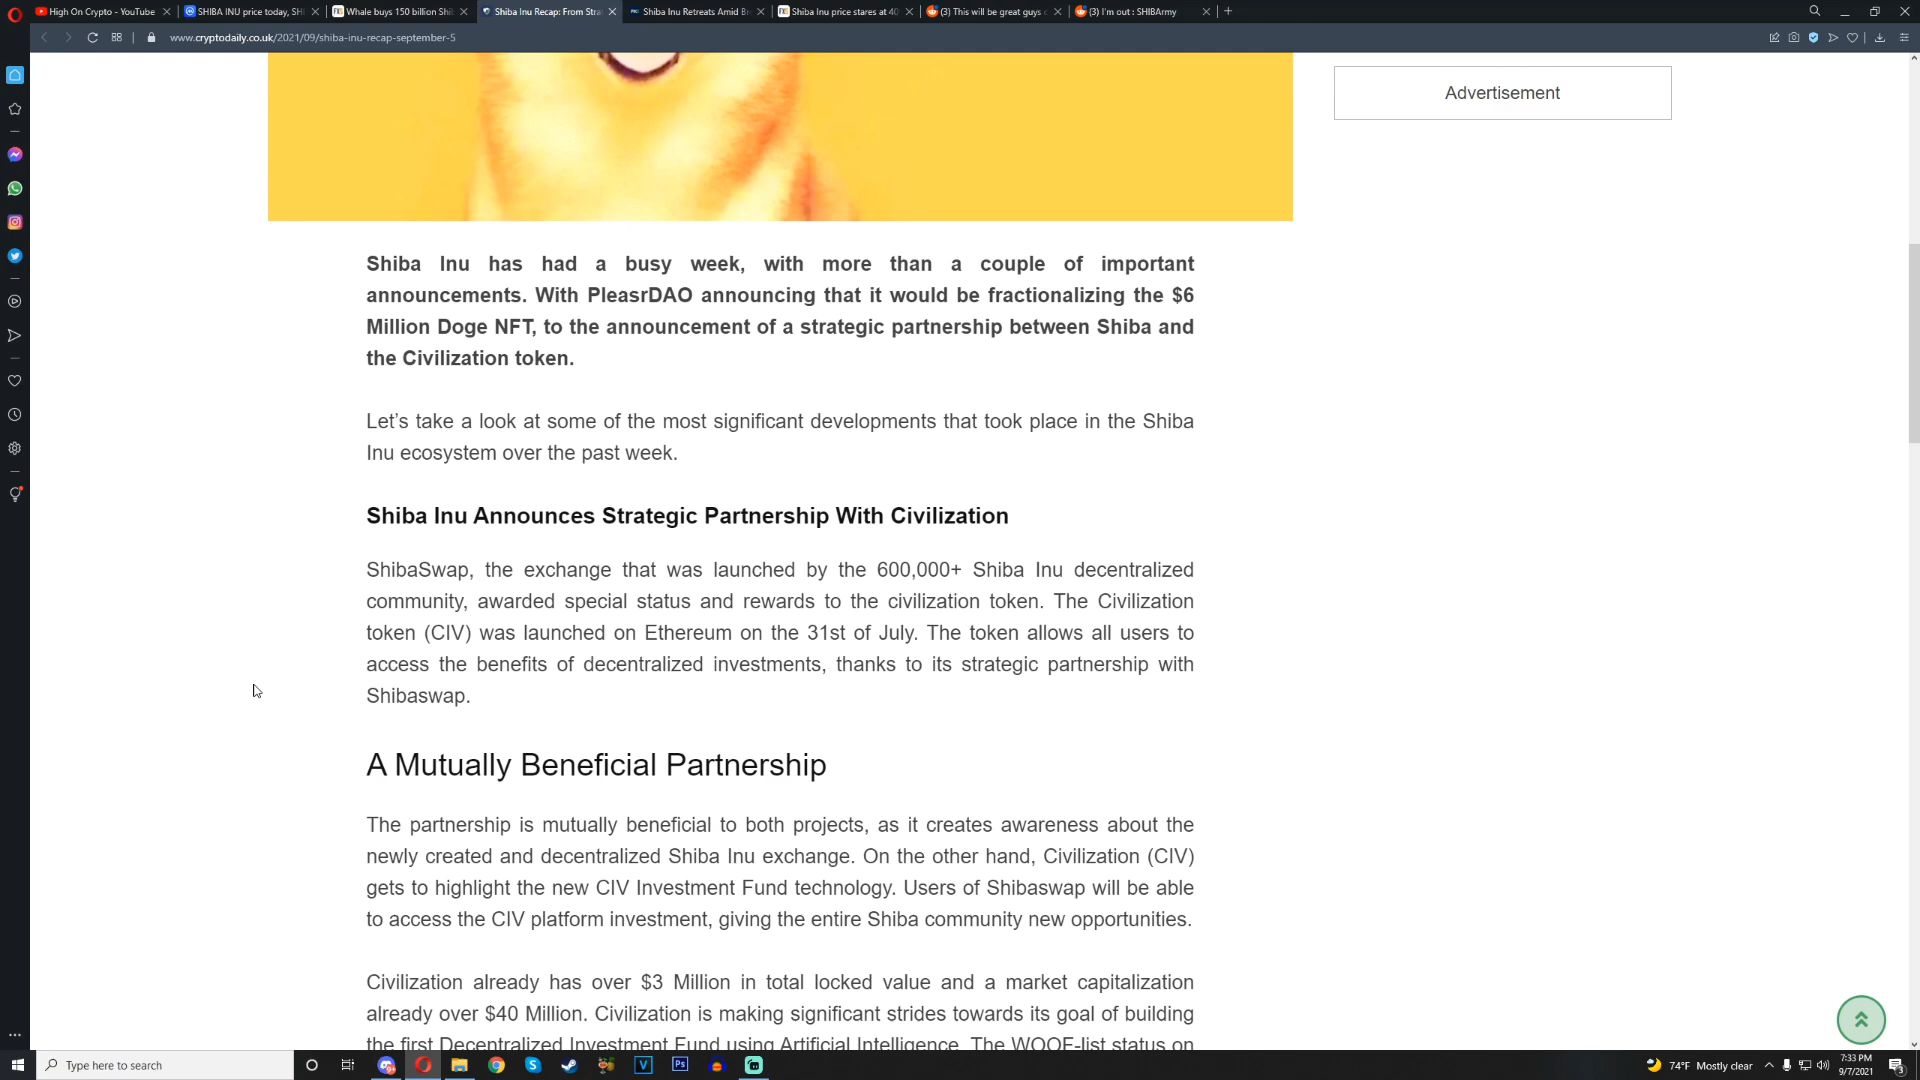 High On Crypto - YouTube
SHIBA INU price today, SH
Whale buys 150 billion Shib
Shiba Inu Recap: From Stra
Shiba Inu Retreats Amid Br
Shiba Inu price stares at 40
(3) This will be great guys
(3) I'm out : SHIBArmy
www.cryptodaily.co.uk/2021/09/shiba-inu-recap-september-5
Advertisement
Shiba Inu has had a busy week, with more than a couple of important
announcements. With PleasrDAO announcing that it would be fractionalizing the $6
Million Doge NFT, to the announcement of a strategic partnership between Shiba and
the Civilization token.
Let's take a look at some of the most significant developments that took place in the Shiba
Inu ecosystem over the past week.
Shiba Inu Announces Strategic Partnership With Civilization
ShibaSwap, the exchange that was launched by the 600,000+ Shiba Inu decentralized
community, awarded special status and rewards to the civilization token. The Civilization
token (CIV) was launched on Ethereum on the 31st of July. The token allows all users to
access the benefits of decentralized investments, thanks to its strategic partnership with
Shibaswap.
A Mutually Beneficial Partnership
The partnership is mutually beneficial to both projects, as it creates awareness about the
newly created and decentralized Shiba Inu exchange. On the other hand, Civilization (CIV)
gets to highlight the new CIV Investment Fund technology. Users of Shibaswap will be able
to access the CIV platform investment, giving the entire Shiba community new opportunities.
Civilization already has over $3 Million in total locked value and a market capitalization
already over $40 Million. Civilization is making significant strides towards its goal of building
the first Decentralized Investment Fund using Artificial Intelligence. The WOOF-list status on
Type here to search
74°F Mostly clear
7:33 PM
9/7/2021